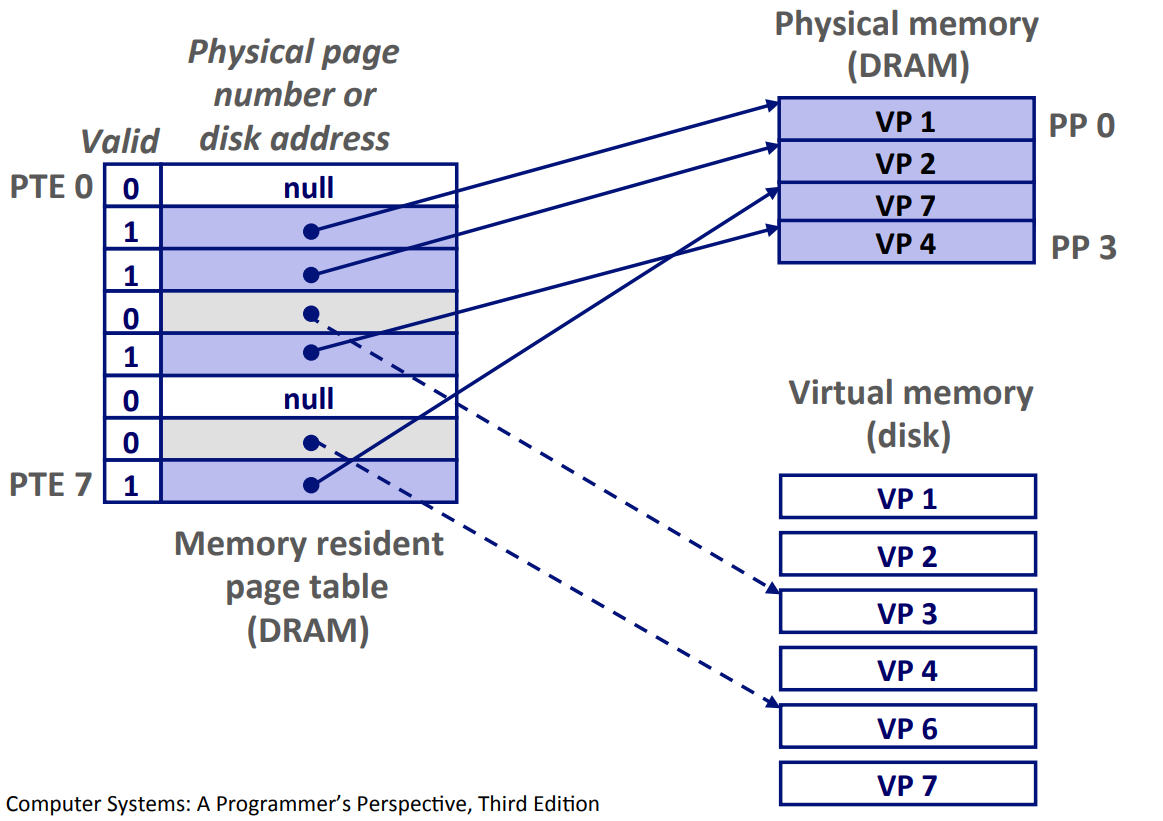 Physical page
number or
disk address
Valid
PTE 0
0
null
1
1
0
1
0
null
0
PTE 7
1
Memory resident
page table
(DRAM)
Physical memory
(DRAM)
VP 1
PP 0
VP 2
VP 7
VP 4
PP 3
Virtual memory
(disk)
VP 1
VP 2
VP 3
VP 4
VP 6
VP 7
Computer Systems: A Programmer’s Perspective, Third Edition